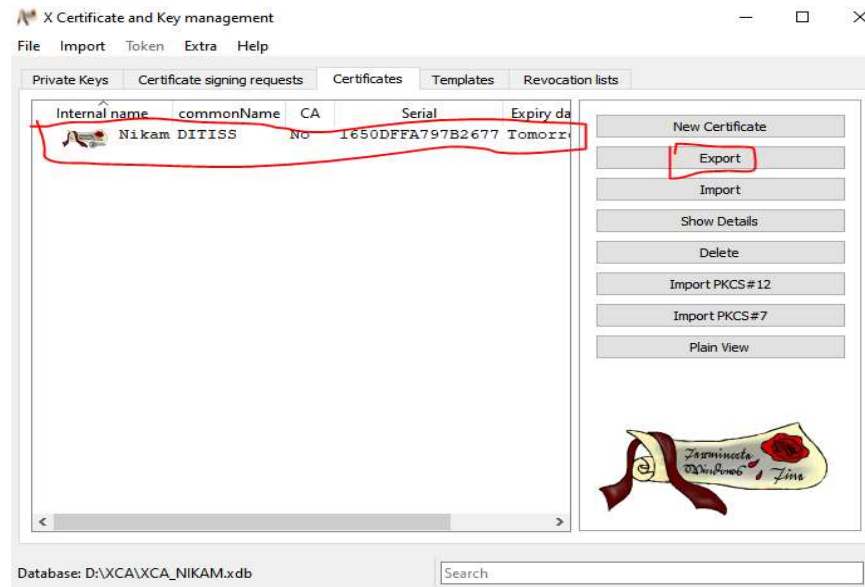 X Certificate and Key management
File Import Token Extra Help
Private Keys Certificate signing requests Certificates Templates Revocation lists
Internal name commonName CA Serial Expiry da
Nikam DITISS No 1650DFFA797B2677 Tomorr
New Certificate
Export
Import
Show Details
Delete
Import PKCS#12
Import PKCS#7
Plain View
Database: D:\XCA\XCA_NIKAM.xdb
Search